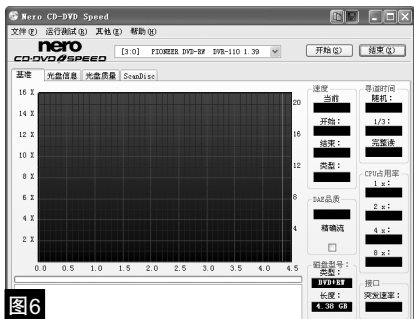 Nero CD-DVD Speed
文件(F) 运行测试(R) 其他(E) 帮助(H)
nero
CD-DVD SPEED
[3:0] PIONEER DVD-RW DVR-110 1.39
开始(S)
结束(X)
基准 光盘信息 光盘质量 ScanDisc
16 X
14 X
12 X
10 X
8 X
6 X
4 X
2 X
20
16
12
8
4
0.0 0.5 1.0 1.5 2.0 2.5 3.0 3.5 4.0 4.5
速度
当前
开始:
结束:
类型:
DAE品质
精确流
磁盘型号:
类型:
DVD+RW
长度:
4.38 GB
寻道时间
随机:
1/3:
完整读
CPU占用率
1 x:
2 x:
4 x:
8 x:
接口
突发速率:
图6